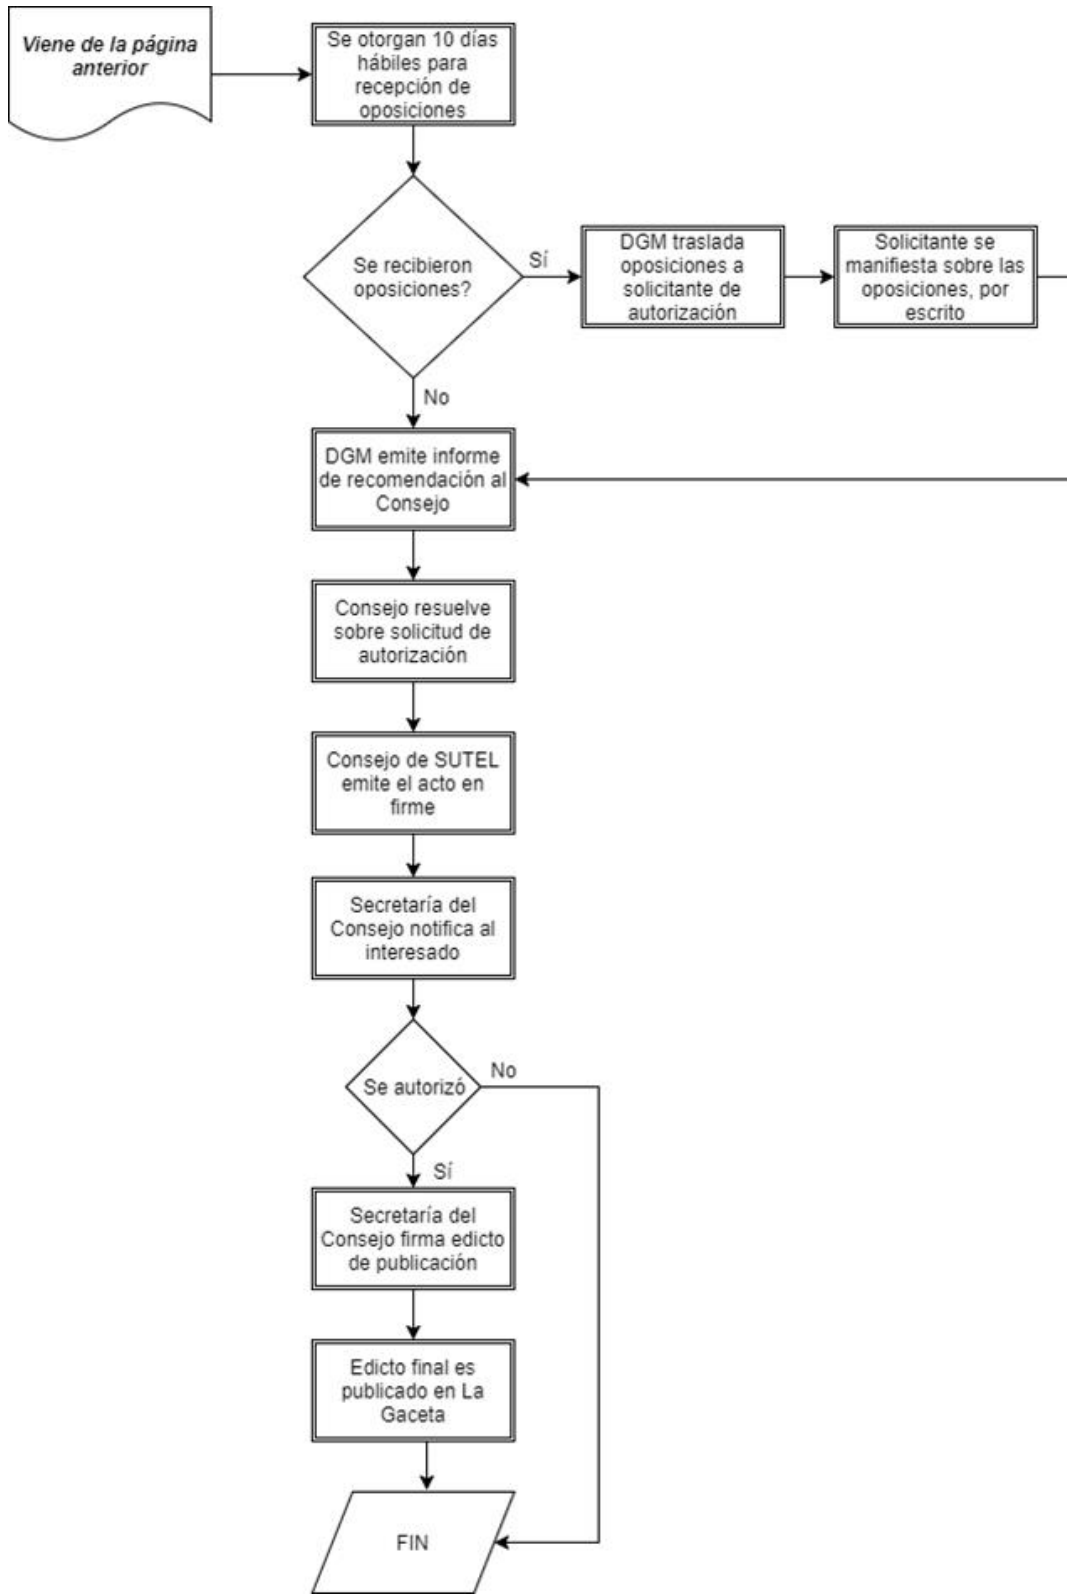 Viene de la página
anterior
Se otorgan 10 días
hábiles para
recepción de
oposiciones
Se recibieron
oposiciones?
Sí
DGM traslada
oposiciones a
solicitante de
autorización
Solicitante se
manifiesta sobre las
oposiciones, por
escrito
No
DGM emite informe
de recomendación al
Consejo
Consejo resuelve
sobre solicitud de
autorización
Consejo de SUTEL
emite el acto en
firme
Secretaría del
Consejo notifica al
interesado
Se autorizó
No
Sí
Secretaría del
Consejo firma edicto
de publicación
Edicto final es
publicado en La
Gaceta
FIN